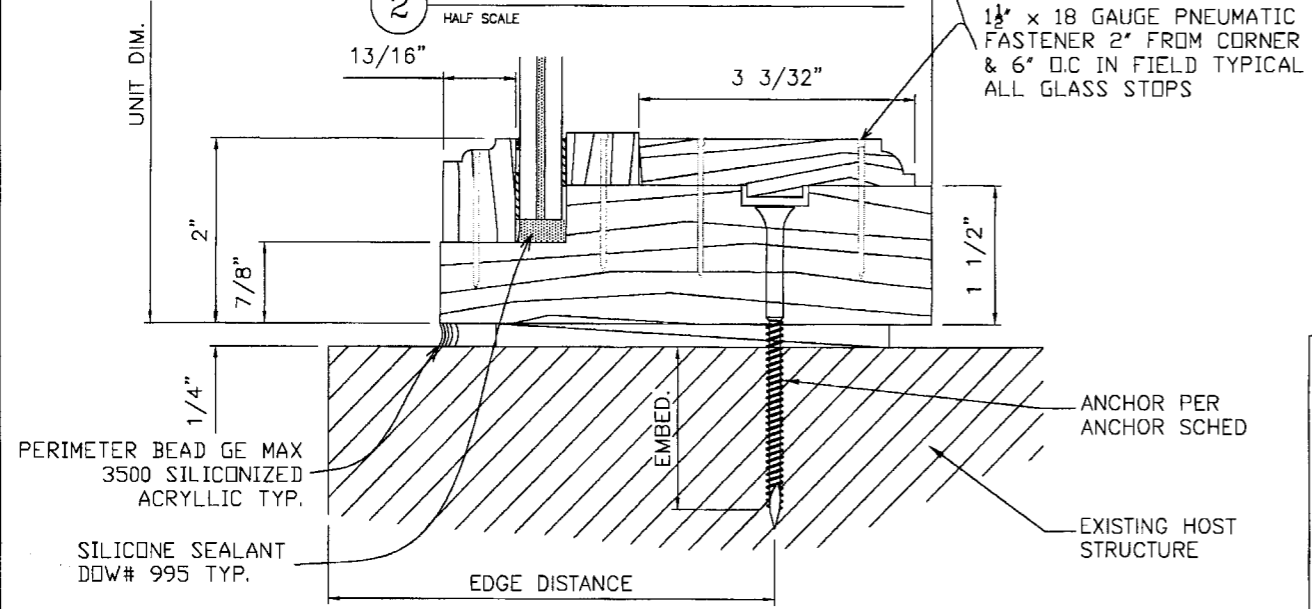 2
HALF SCALE
1 1/2" x 18 GAUGE PNEUMATIC
FASTENER 2" FROM CORNER
& 6" O.C IN FIELD TYPICAL
ALL GLASS STOPS
UNIT DIM.
13/16"
3 3/32"
2"
7/8"
1 1/2"
1/4"
EMBED.
PERIMETER BEAD GE MAX
3500 SILICONIZED
ACRYLLIC TYP.
SILICONE SEALANT
DOW# 995 TYP.
ANCHOR PER
ANCHOR SCHED
EXISTING HOST
STRUCTURE
EDGE DISTANCE